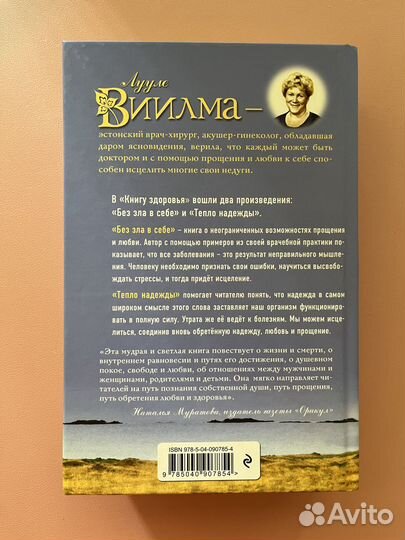 Лууле
ВИИЛМА –
эстонский врач-хирург, акушер-гинеколог, обладавшая
даром ясновидения, верила, что каждый может быть
доктором и с помощью прощения и любви к себе спо-
собен исцелить многие свои недуги.
В «Книгу здоровья» вошли два произведения:
«Без зла в себе» и «Тепло надежды».
«Без зла в себе» – книга о неограниченных возможностях прощения
и любви. Автор с помощью примеров из своей врачебной практики по-
казывает, что все заболевания – это результат неправильного мышле-
ния. Человеку необходимо признать свои ошибки, научиться высвобож-
дать стрессы, и тогда придёт исцеление.
«Тепло надежды» помогает читателю понять, что надежда в самом
широком смысле этого слова заставляет наш организм функциониро-
вать в полную силу. Утрата же её ведёт к болезням. Мы можем исце-
литься, соединив вновь обретённую надежду, любовь и прощение.
«Эта мудрая и светлая книга повествует о жизни и смерти, о
внутреннем равновесии и путях его достижения, о душевном
покое, свободе и любви, об отношениях между мужчинами и
женщинами, родителями и детьми. Она мягко направляет чи-
тателей на путь познания собственной души, путь прощения,
путь обретения любви и здоровья».
Наталья Муратова, издатель газеты «Оракул»
ISBN 978-5-04-090785-4
9 785040 907854 >
Avito